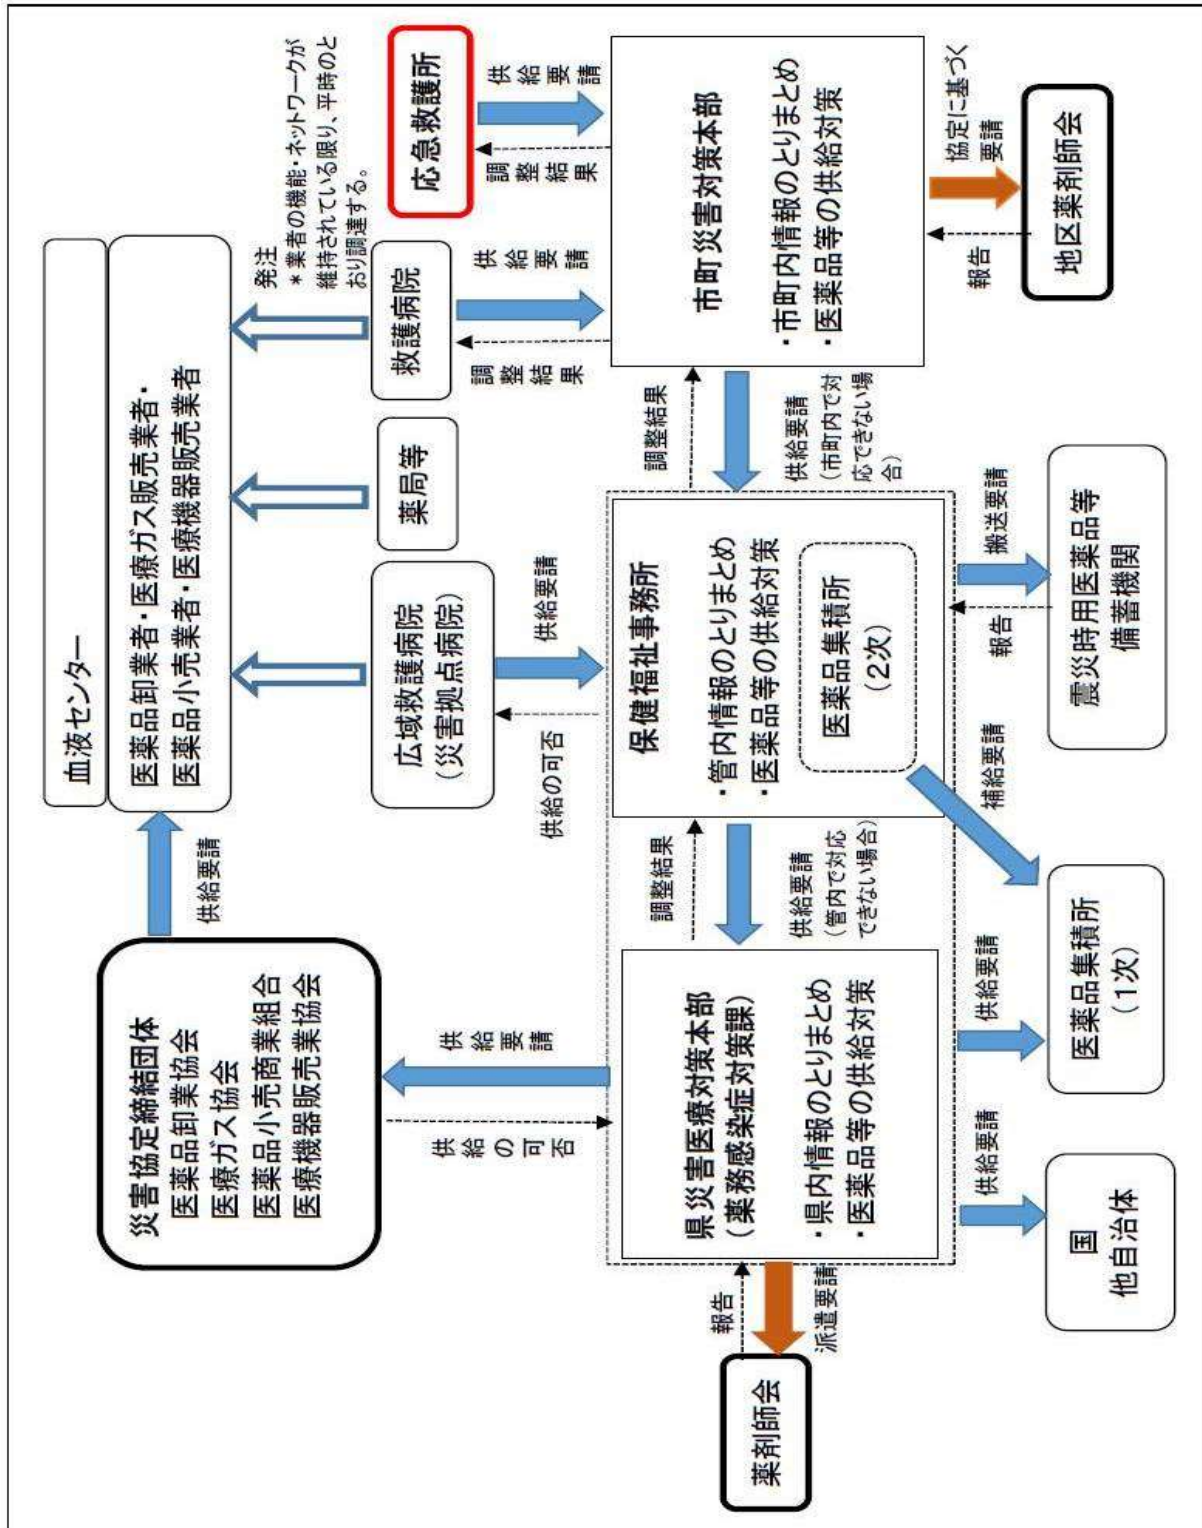 血液センター
医薬品卸業者・医療ガス販売業者・
医薬品小売業者・医療機器販売業者
災害協定締結団体
医薬品卸業協会
医療ガス協会
医薬品小売商業組合
医療機器販売業協会
供給要請
発注
*業者の機能・ネットワークが
維持されている限り、平時のと
おり調達する。
広域救護病院
(災害拠点病院)
薬局等
救護病院
応急救護所
供給要請
供給の可否
供給の可否
供給要請
調整結果
供給要請
調整結果
供給要請
薬剤師会
報告
派遣要請
県災害医療対策本部
(薬務感染症対策課)
・県内情報のとりまとめ
・医薬品等の供給対策
調整結果
供給要請
(管内で対応
できない場合)
保健福祉事務所
・管内情報のとりまとめ
・医薬品等の供給対策
医薬品集積所
(2次)
調整結果
供給要請
(市町内で対
応できない場
合)
市町災害対策本部
・市町内情報のとりまとめ
・医薬品等の供給対策
供給要請
供給要請
補給要請
報告
搬送要請
報告
協定に基づく
要請
国
他自治体
医薬品集積所
(1次)
震災時用医薬品等
備蓄機関
地区薬剤師会